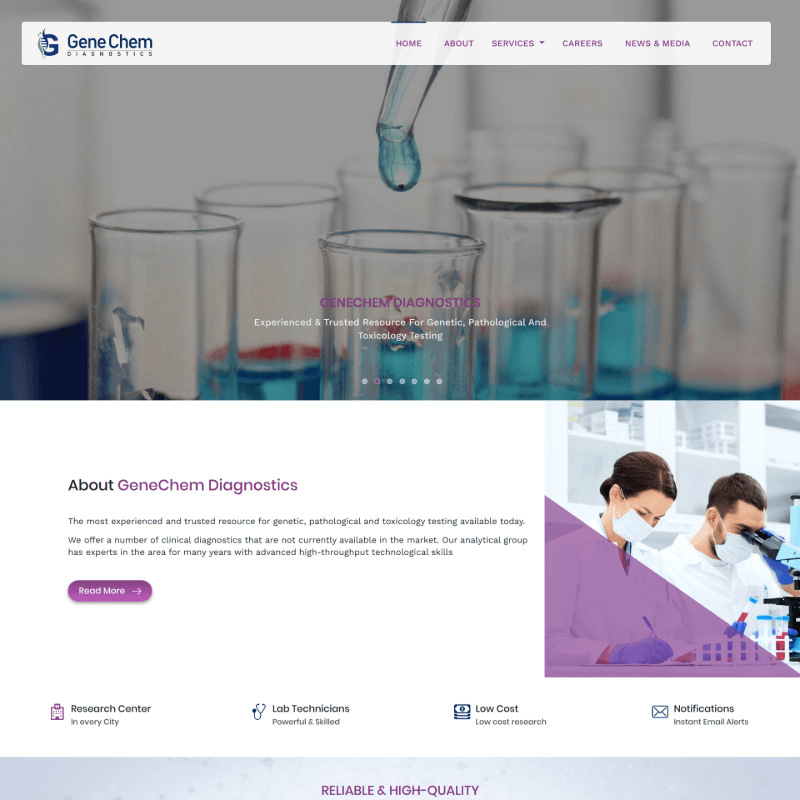 Gene Chem
DIAGNOSTICS
HOME
ABOUT
SERVICES
CAREERS
NEWS & MEDIA
CONTACT
GENECHEM DIAGNOSTICS
Experienced & Trusted Resource For Genetic, Pathological And
Toxicology Testing
About GeneChem Diagnostics
The most experienced and trusted resource for genetic, pathological and toxicology testing available today.
We offer a number of clinical diagnostics that are not currently available in the market. Our analytical group
has experts in the area for many years with advanced high-throughput technological skills
Read More
Research Center
In every City
Lab Technicians
Powerful & Skilled
Low Cost
Low cost research
Notifications
Instant Email Alerts
RELIABLE & HIGH-QUALITY